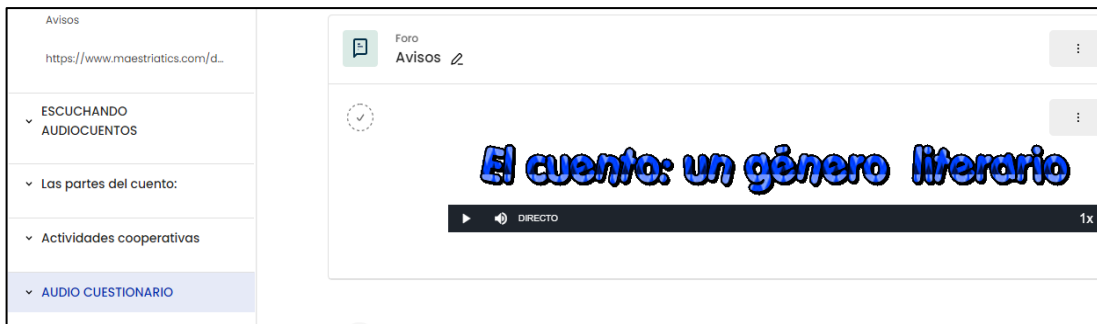 Avisos
https://www.maestriatics.com/d...
ESCUCHANDO
AUDIOCUENTOS
Las partes del cuento:
Actividades cooperativas
AUDIO CUESTIONARIO
Foro
Avisos
El cuento: un género literario
DIRECTO
1x